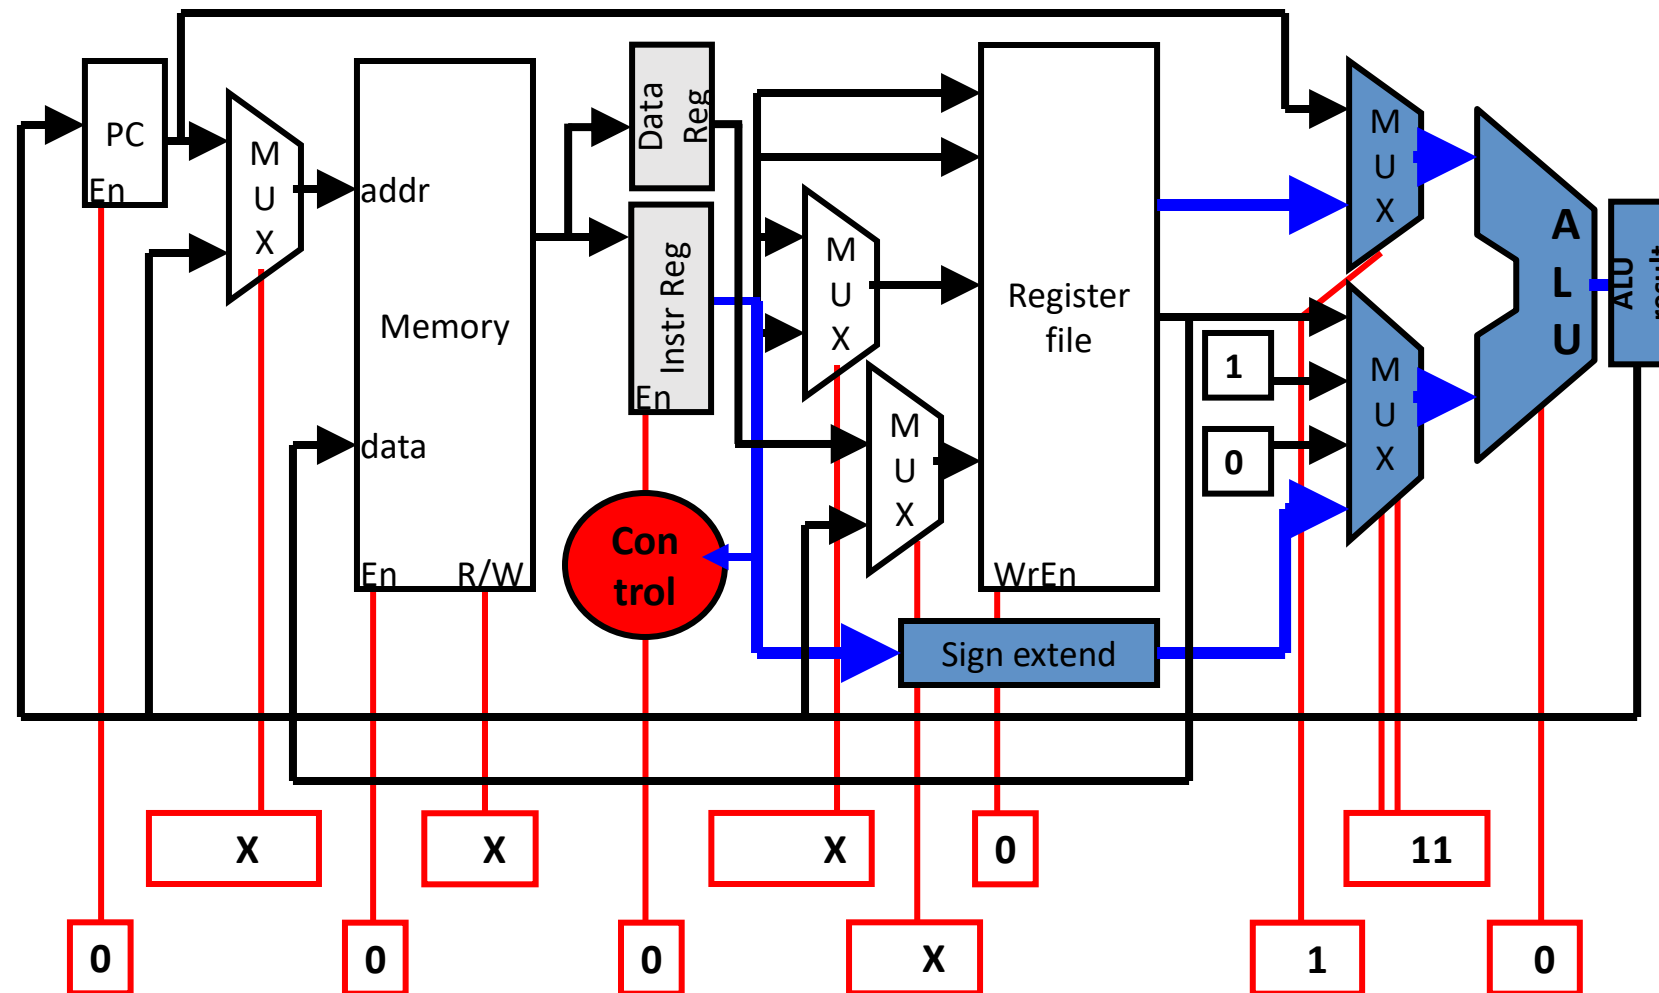 PC
En
M
U
X
addr
data
Memory
En
R/W
Data
Reg
Instr Reg
En
Con
trol
M
U
X
M
U
X
Register
file
WrEn
Sign extend
1
0
M
U
X
M
U
X
A
L
U
ALU
result
X
X
X
0
11
0
0
0
X
1
0